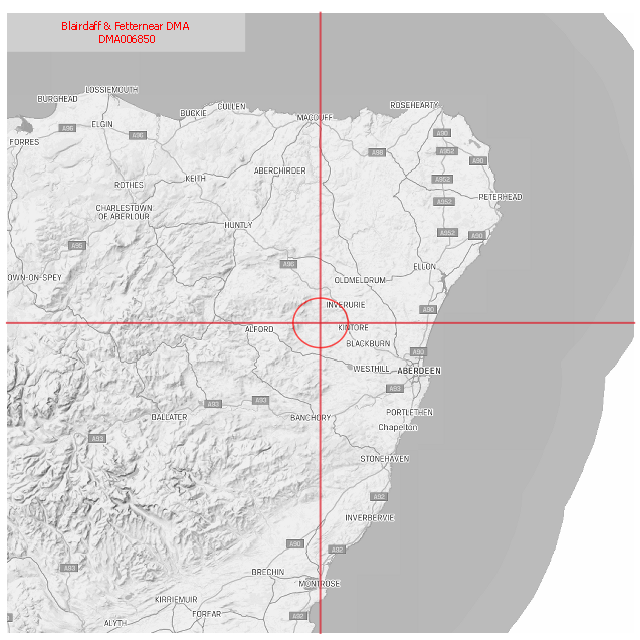 Blairdaff & Fetternear DMA
DMA006850
LOSSIEMOUTH
BURGHEAD
CULLEN
ROSEHEARTY
BUCKIE
MACDUFF
ELGIN
A96
A96
A90
FORRES
A98
A952
A90
ABERCHIRDER
KEITH
A952
ROTHES
PETERHEAD
A952
CHARLESTOWN
OF ABERLOUR
HUNTLY
A952
A90
A95
A96
ELLON
OWN-ON-SPEY
OLDMELDRUM
INVERURIE
A90
ALFORD
KINTORE
BLACKBURN
A90
WESTHILL
ABERDEEN
A93
A93
A93
BALLATER
BANCHORY
PORTLETHEN
Chapelton
A93
STONEHAVEN
A92
INVERBERVIE
A90
A92
A93
BRECHIN
MONTROSE
KIRRIEMUIR
FORFAR
A92
ALYTH